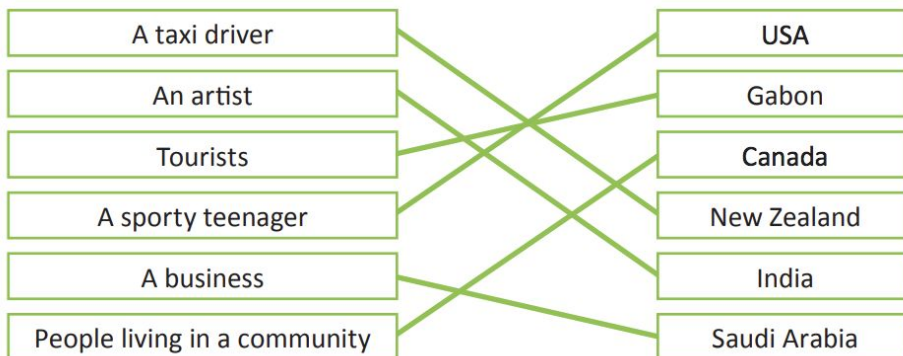 A taxi driver
USA
An artist
Gabon
Tourists
Canada
A sporty teenager
New Zealand
A business
India
People living in a community
Saudi Arabia